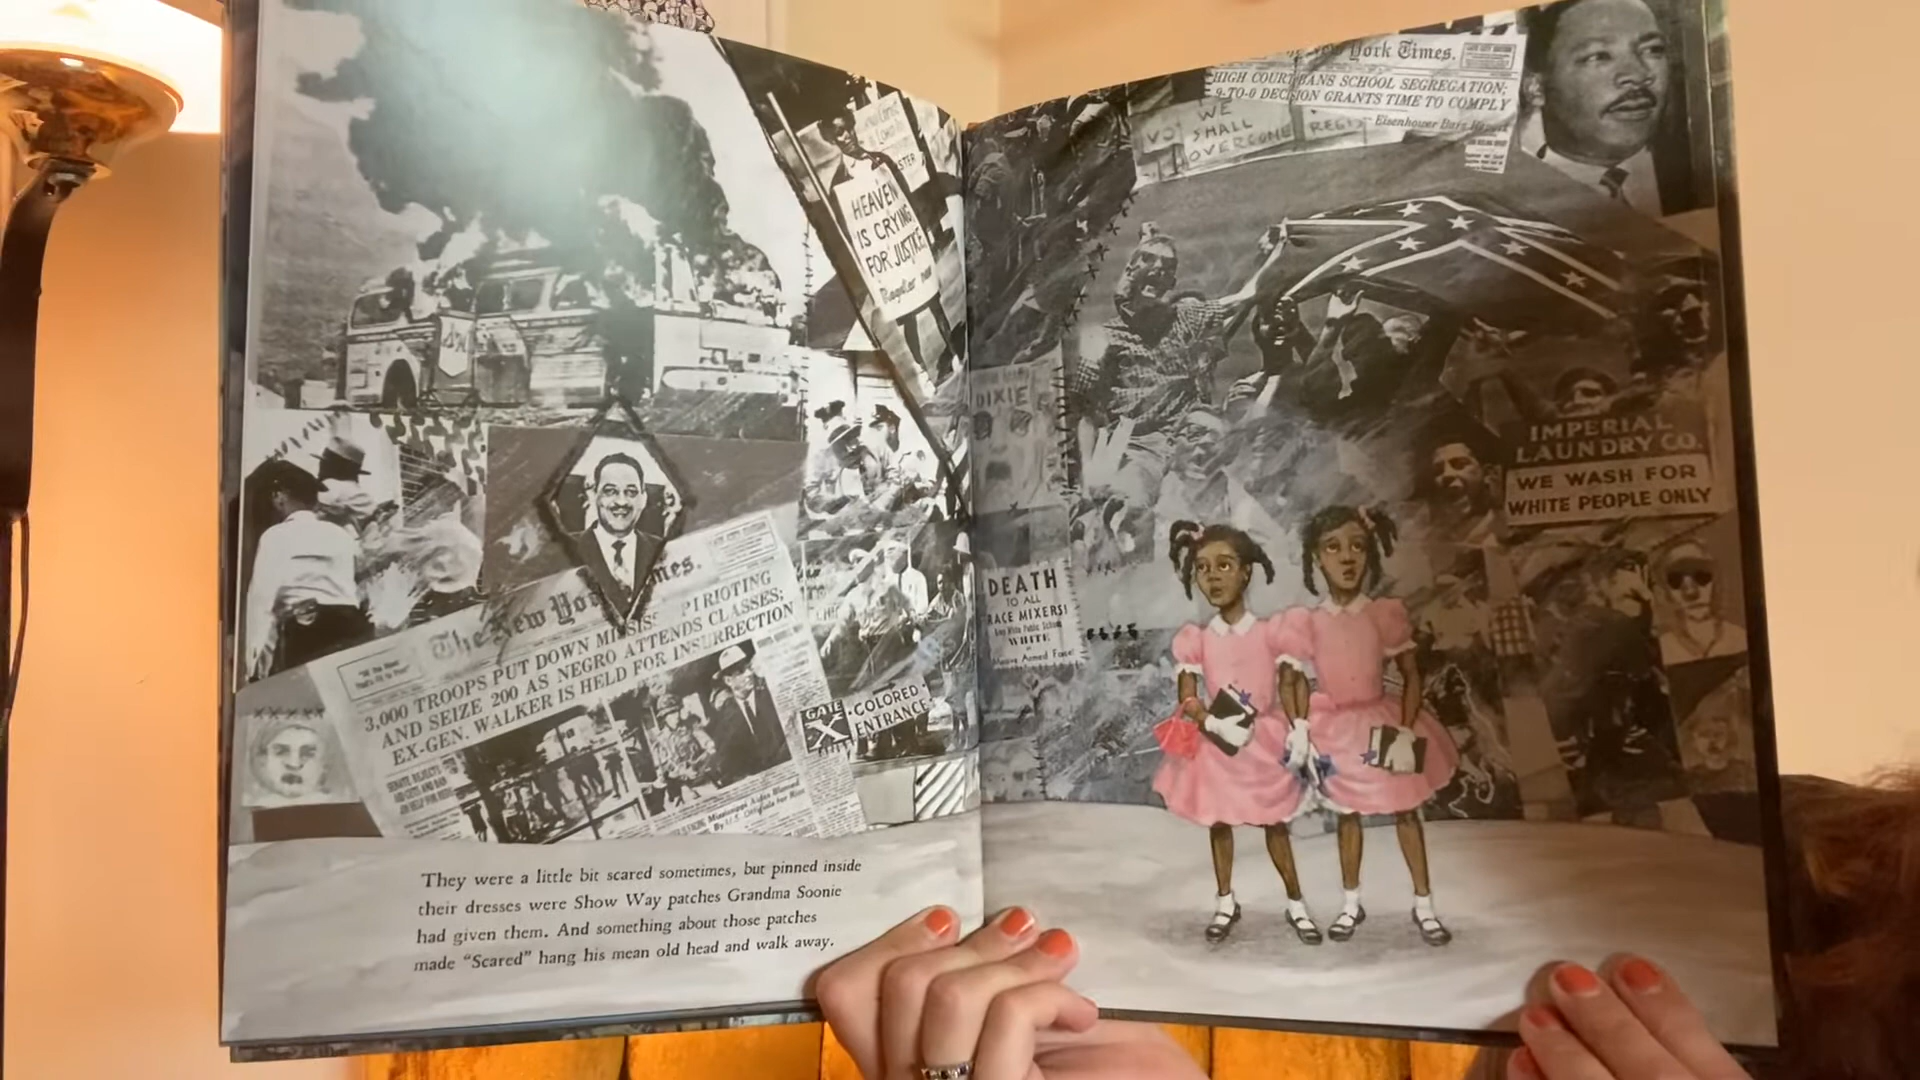 HEAVEN
IS CRYING
FOR JUSTICE
The New York Times.
3,000 TROOPS PUT DOWN MISSISSIPPI RIOTING
AND SEIZE 200 AS NEGRO ATTENDS CLASSES;
EX-GEN. WALKER IS HELD FOR INSURRECTION
Mississippi Aides Blamed
By U.S.
GATE
X
COLORED
ENTRANCE
They were a little bit scared sometimes, but pinned inside
their dresses were Show Way patches Grandma Soonie
had given them. And something about those patches
made “Scared” hang his mean old head and walk away.
New York Times.
HIGH COURT BANS SCHOOL SEGREGATION;
9-TO-0 DECISION GRANTS TIME TO COMPLY
WE
SHALL
OVERCOME
DIXIE
IMPERIAL
LAUNDRY CO.
WE WASH FOR
WHITE PEOPLE ONLY
DEATH
TO ALL
RACE MIXERS!
WHITE